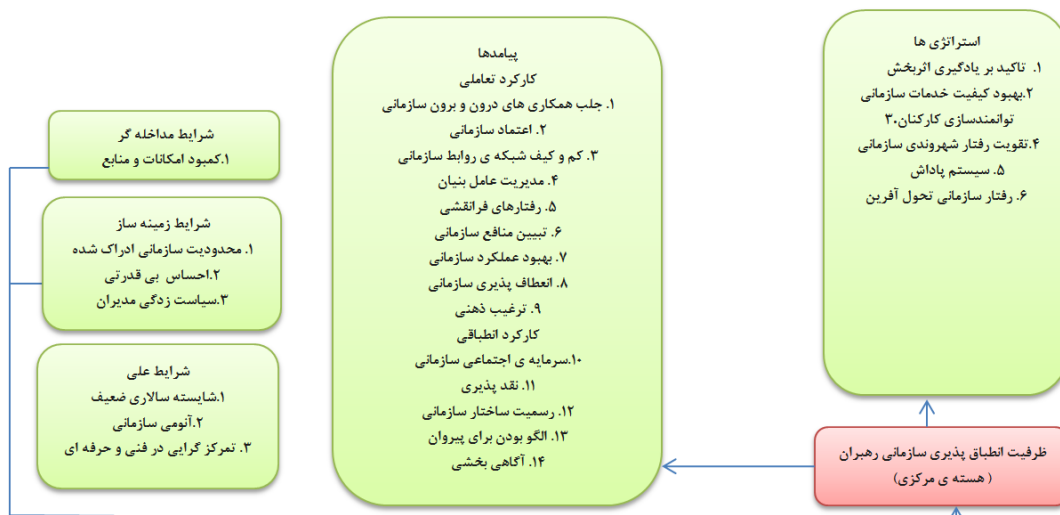 استراتژی ها
۱. تاکید بر یادگیری اثربخش
۲.بهبود کیفیت خدمات سازمانی
توانمندسازی کارکنان.۳
۴.تقویت رفتار شهروندی سازمانی
۵. سیستم پاداش
۶. رفتار سازمانی تحول آفرین
ظرفیت انطباق پذیری سازمانی رهبران
(هسته ی مرکزی)
پیامدها
کارکرد تعاملی
۱. جلب همکاری های درون و برون سازمانی
۲. اعتماد سازمانی
۳. کم و کیف شبکه ی روابط سازمانی
۴. مدیریت عامل بنیان
۵. رفتارهای فرانقشی
۶. تبیین منافع سازمانی
۷. بهبود عملکرد سازمانی
۸. انعطاف پذیری سازمانی
۹. ترغیب ذهنی
کارکرد انطباقی
۱۰.سرمایه ی اجتماعی سازمانی
۱۱. نقد پذیری
۱۲. رسمیت ساختار سازمانی
۱۳. الگو بودن برای پیروان
۱۴. آگاهی بخشی
شرایط مداخله گر
۱.کمبود امکانات و منابع
شرایط زمینه ساز
۱. محدودیت سازمانی ادراک شده
۲.احساس بی قدرتی
۳.سیاست زدگی مدیران
شرایط علی
۱.شایسته سالاری ضعیف
۲.آنومی سازمانی
۳. تمرکز گرایی در فنی و حرفه ای